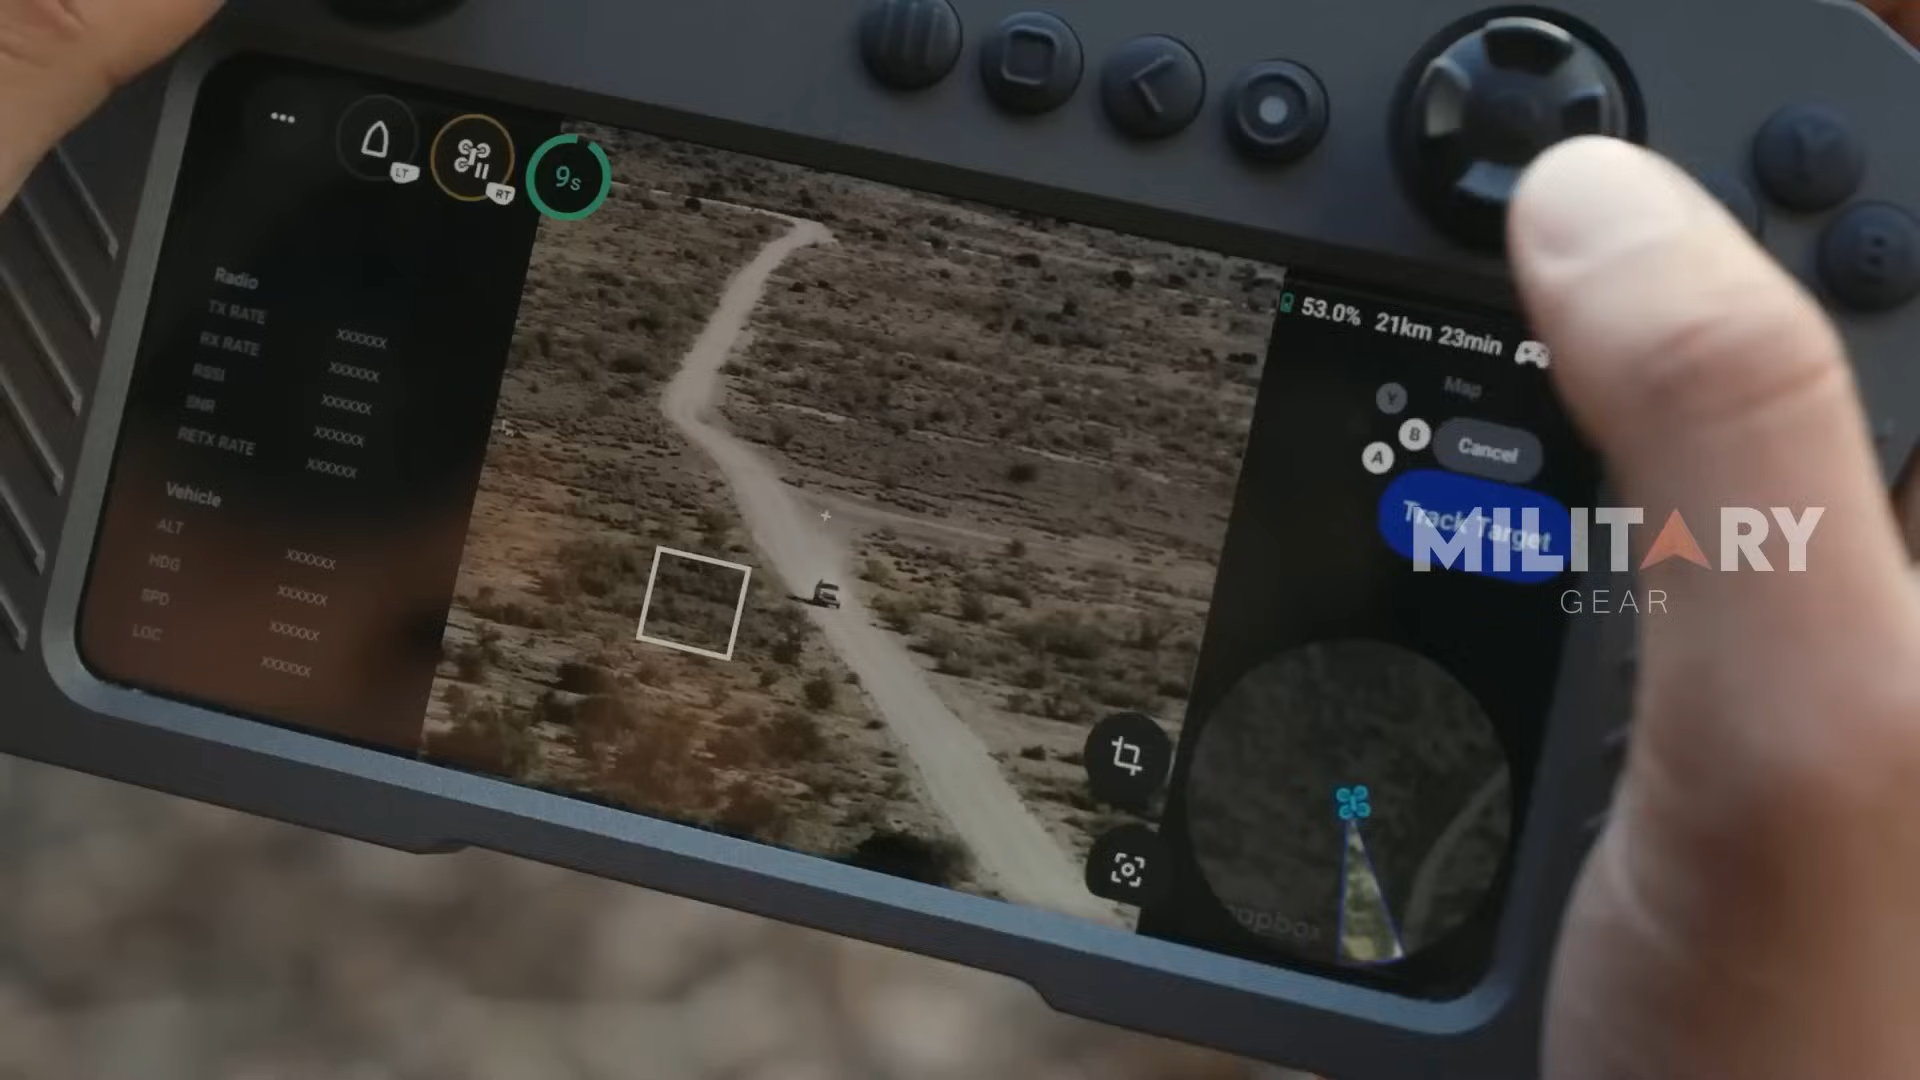 •••
LT
RT
9s
Radio
TX RATE XXXXXX
RX RATE XXXXXX
RSSI XXXXXX
SNR XXXXXX
RETX RATE XXXXXX
Vehicle
ALT XXXXXX
HDG XXXXXX
SPD XXXXXX
LOC XXXXXX
53.0% 21km 23min
Map
Y
B Cancel
A Track Target
MILITARY
GEAR